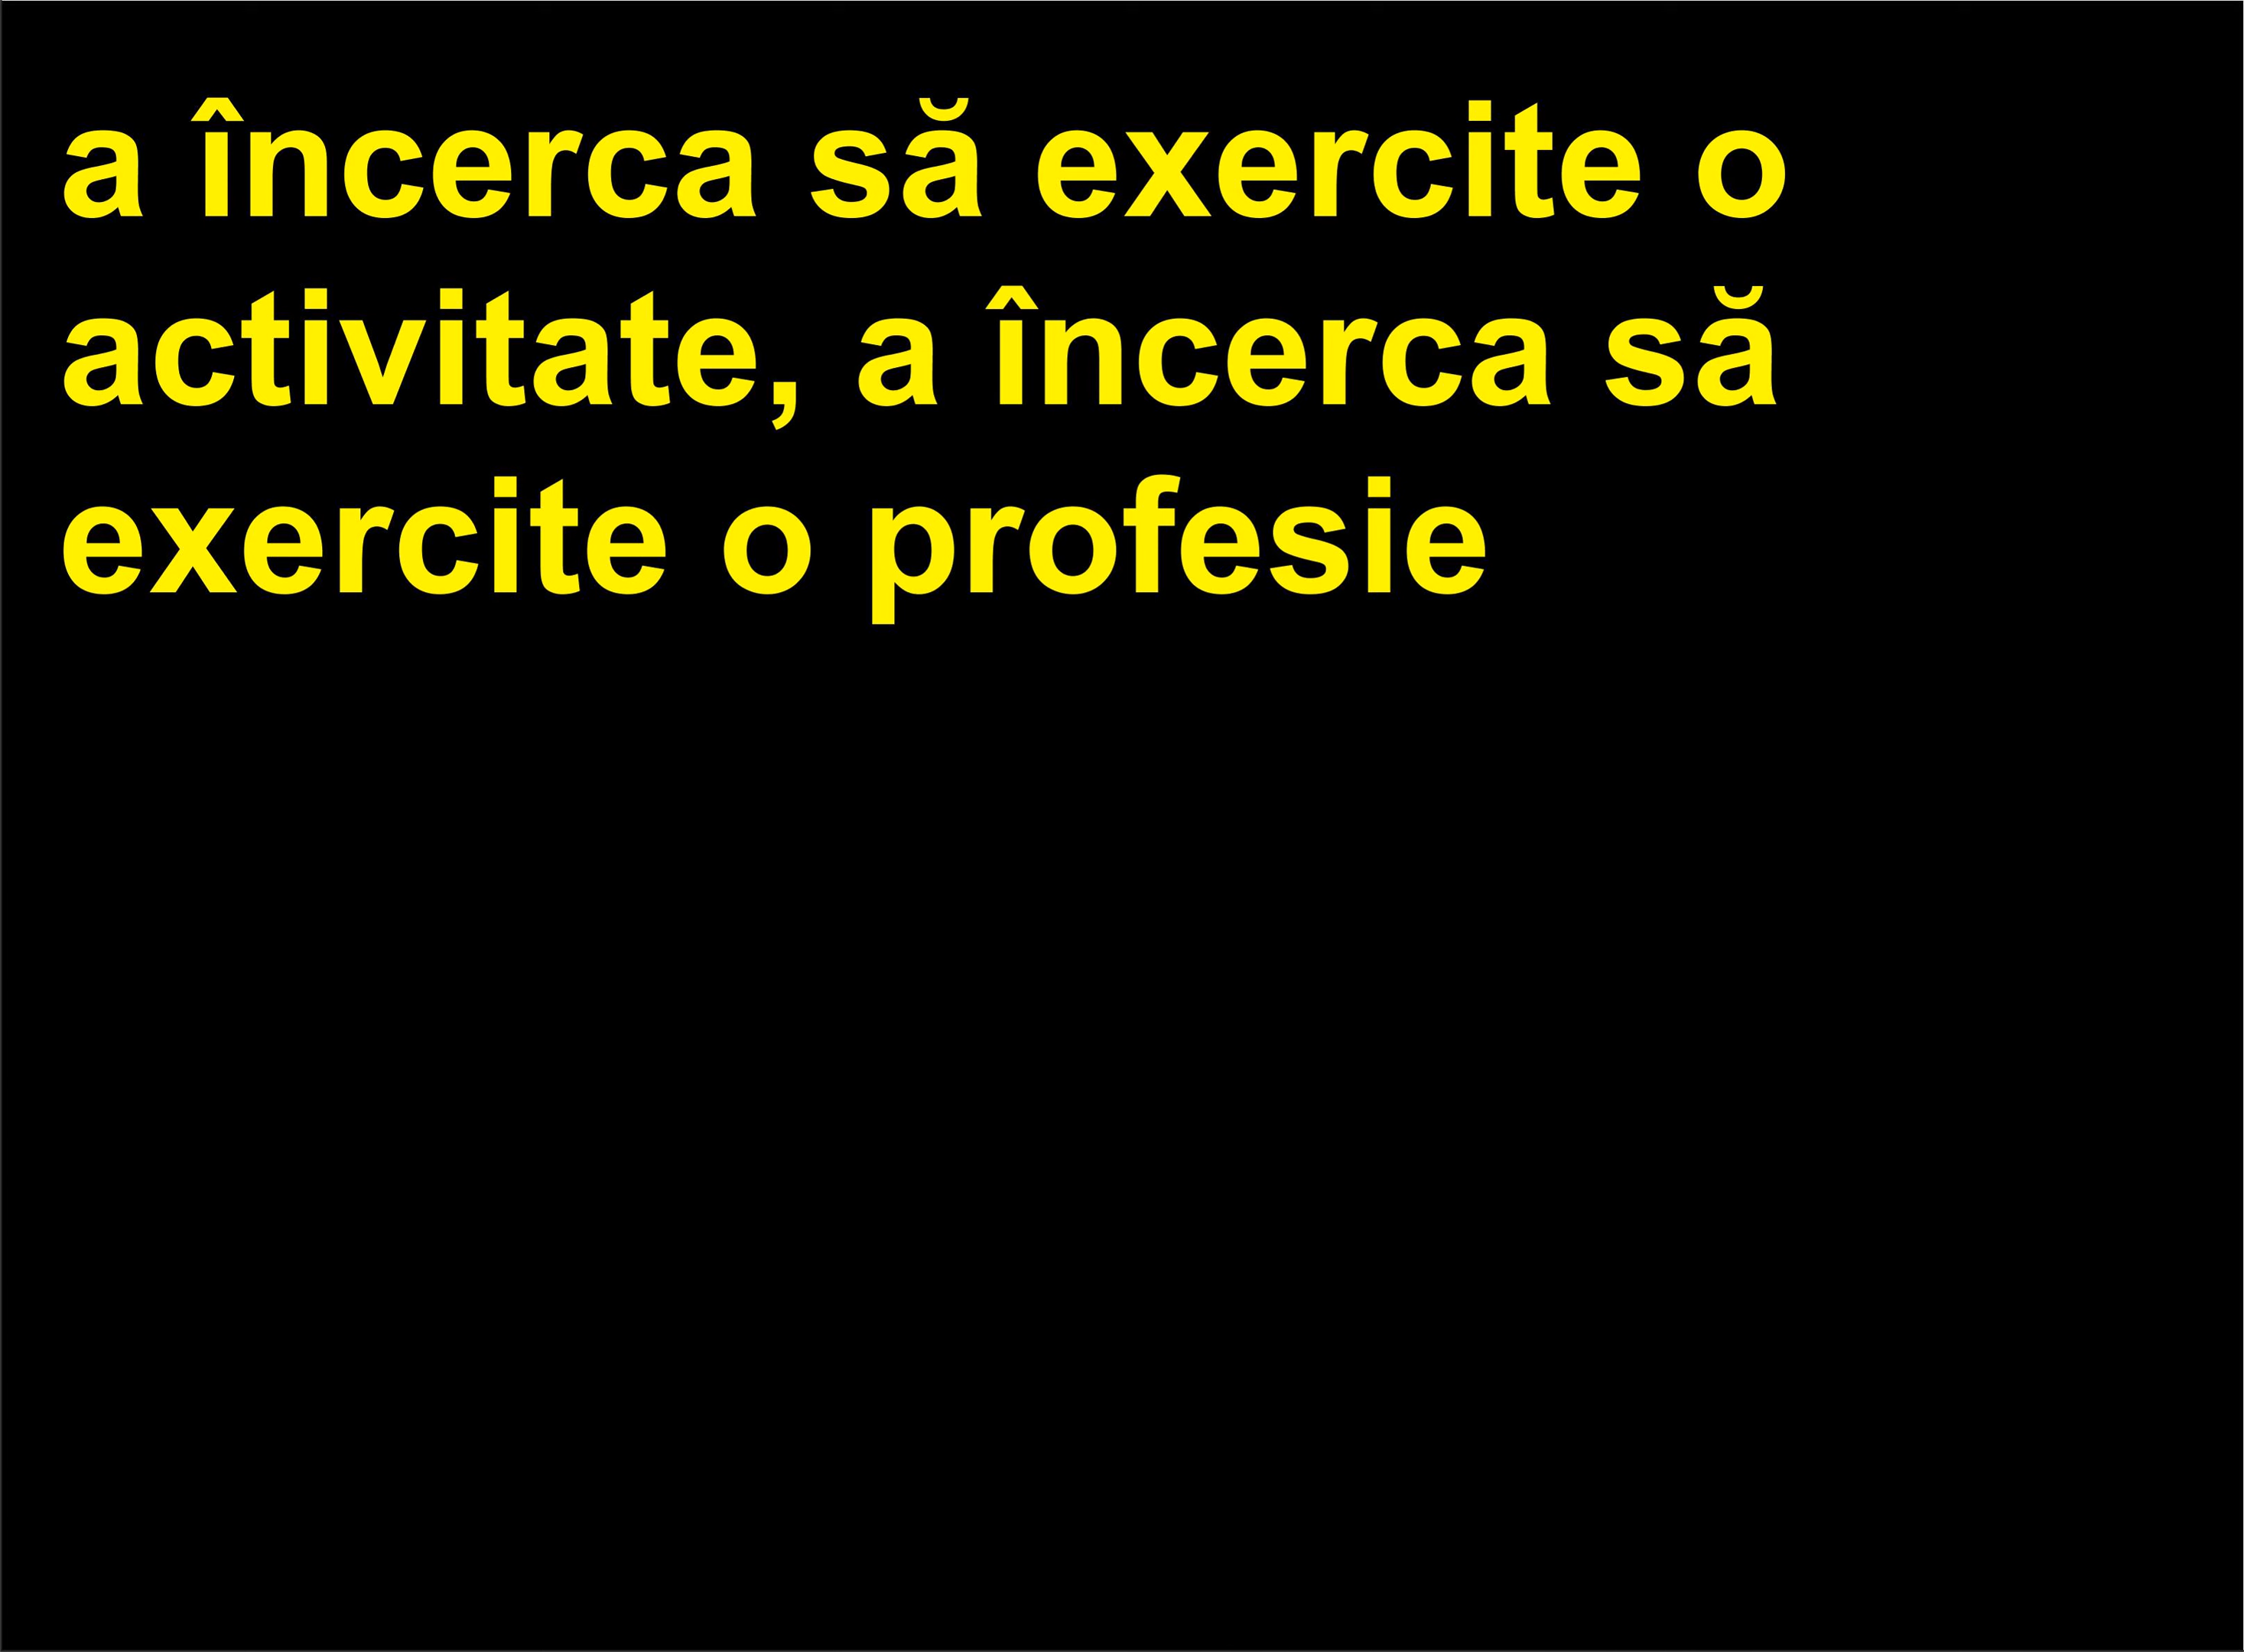 a încerca să exercite o
activitate, a încerca să
exercite o profesie